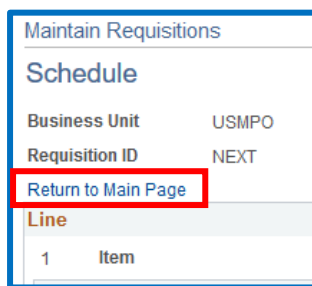 Maintain Requisitions
Schedule
Business Unit USMPO
Requisition ID NEXT
Return to Main Page
Line
1 Item